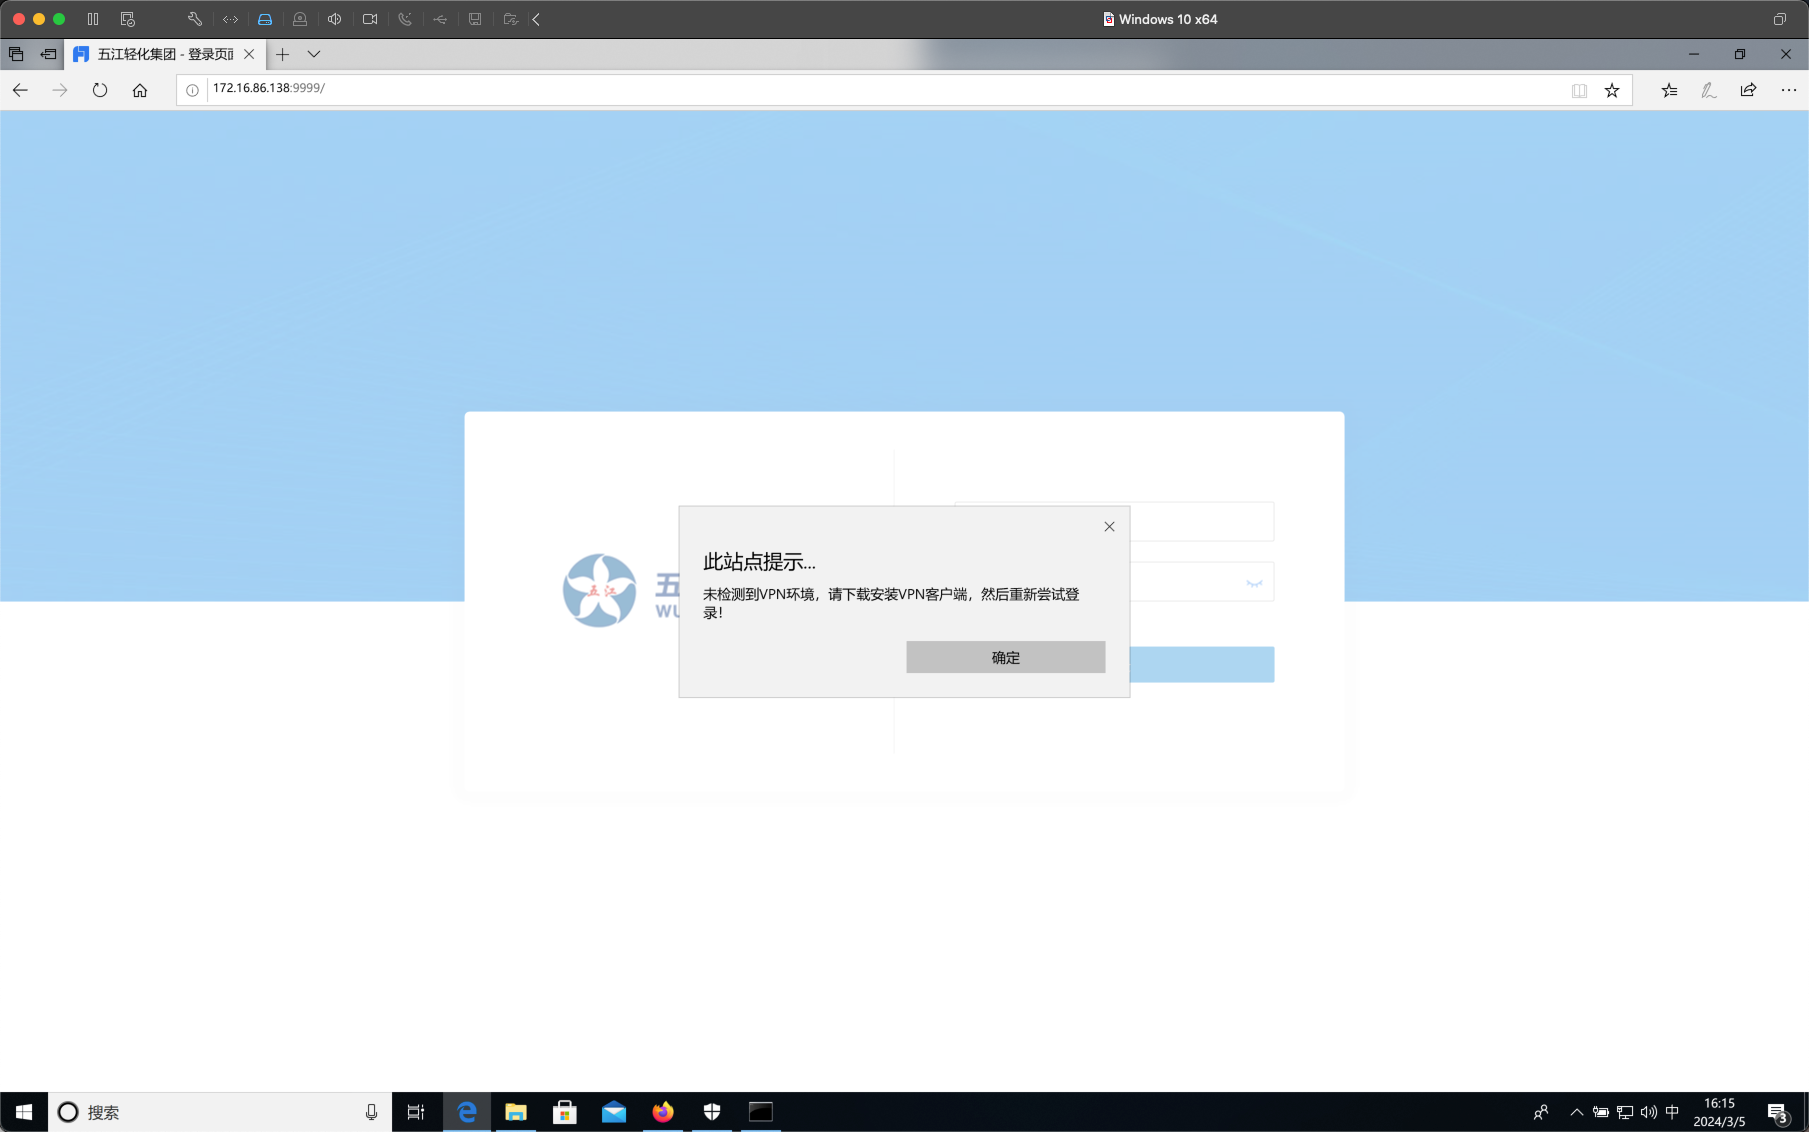 Windows 10 x64
五江轻化集团 - 登录页面
172.16.86.138:9999/
此站点提示...
未检测到VPN环境，请下载安装VPN客户端，然后重新尝试登
录！
确定
五江
五
WU
搜索
中
16:15
2024/3/5
3